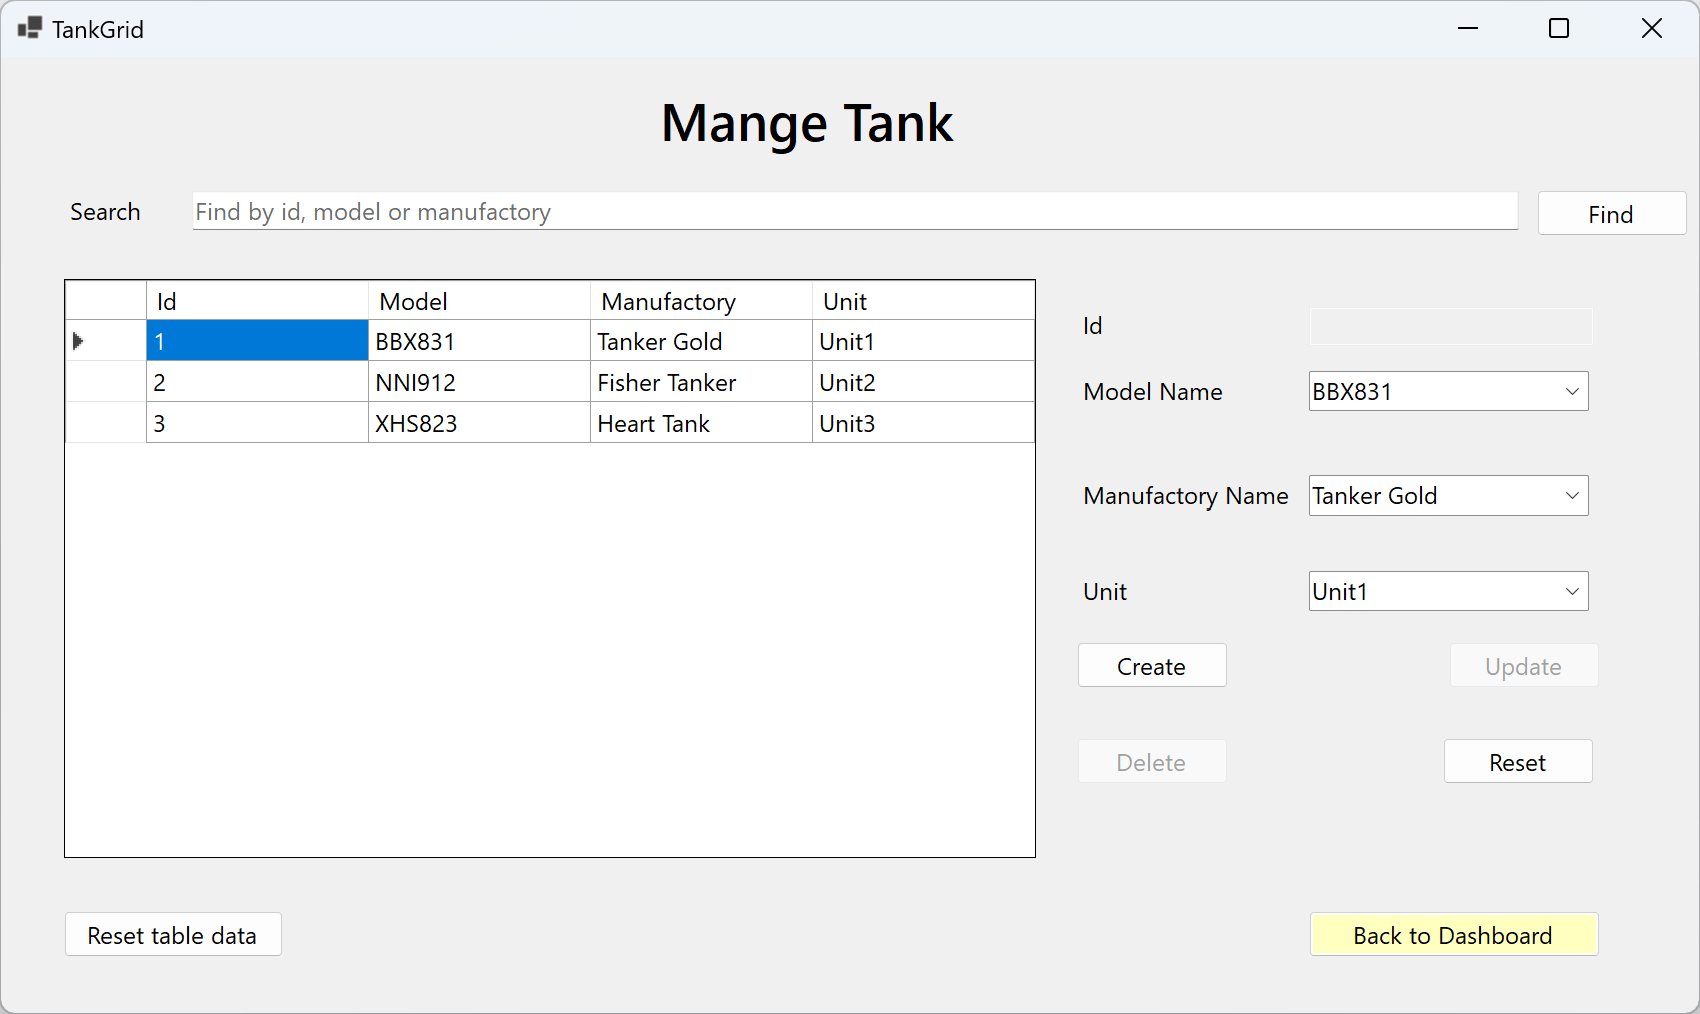 TankGrid
Mange Tank
Search Find by id, model or manufactory Find
Id Model Manufactory Unit
1 BBX831 Tanker Gold Unit1
2 NNI912 Fisher Tanker Unit2
3 XHS823 Heart Tank Unit3
Id
Model Name BBX831
Manufactory Name Tanker Gold
Unit Unit1
Create Update
Delete Reset
Reset table data Back to Dashboard